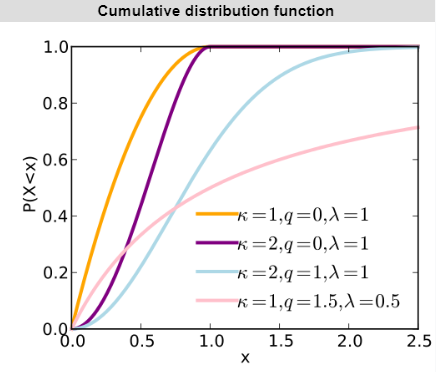 Cumulative distribution function
1.0
0.8
0.6
0.4
0.2
0.0
P(X<x)
κ=1,q=0,λ=1
κ=2,q=0,λ=1
κ=2,q=1,λ=1
κ=1,q=1.5,λ=0.5
0.0 0.5 1.0 1.5 2.0 2.5
x